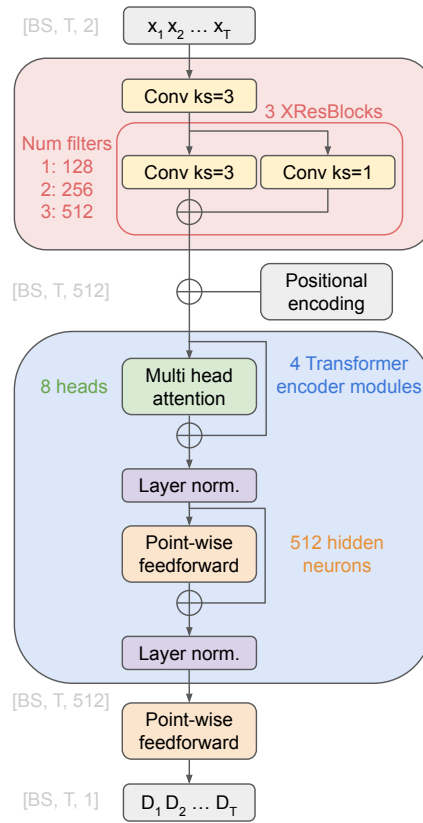 [BS, T, 2]
x₁ x₂ … x_T
Conv ks=3
3 XResBlocks
Num filters
1: 128
2: 256
3: 512
Conv ks=3
Conv ks=1
[BS, T, 512]
Positional
encoding
8 heads
Multi head
attention
4 Transformer
encoder modules
Layer norm.
Point-wise
feedforward
512 hidden
neurons
Layer norm.
[BS, T, 512]
Point-wise
feedforward
[BS, T, 1]
D₁ D₂ … D_T